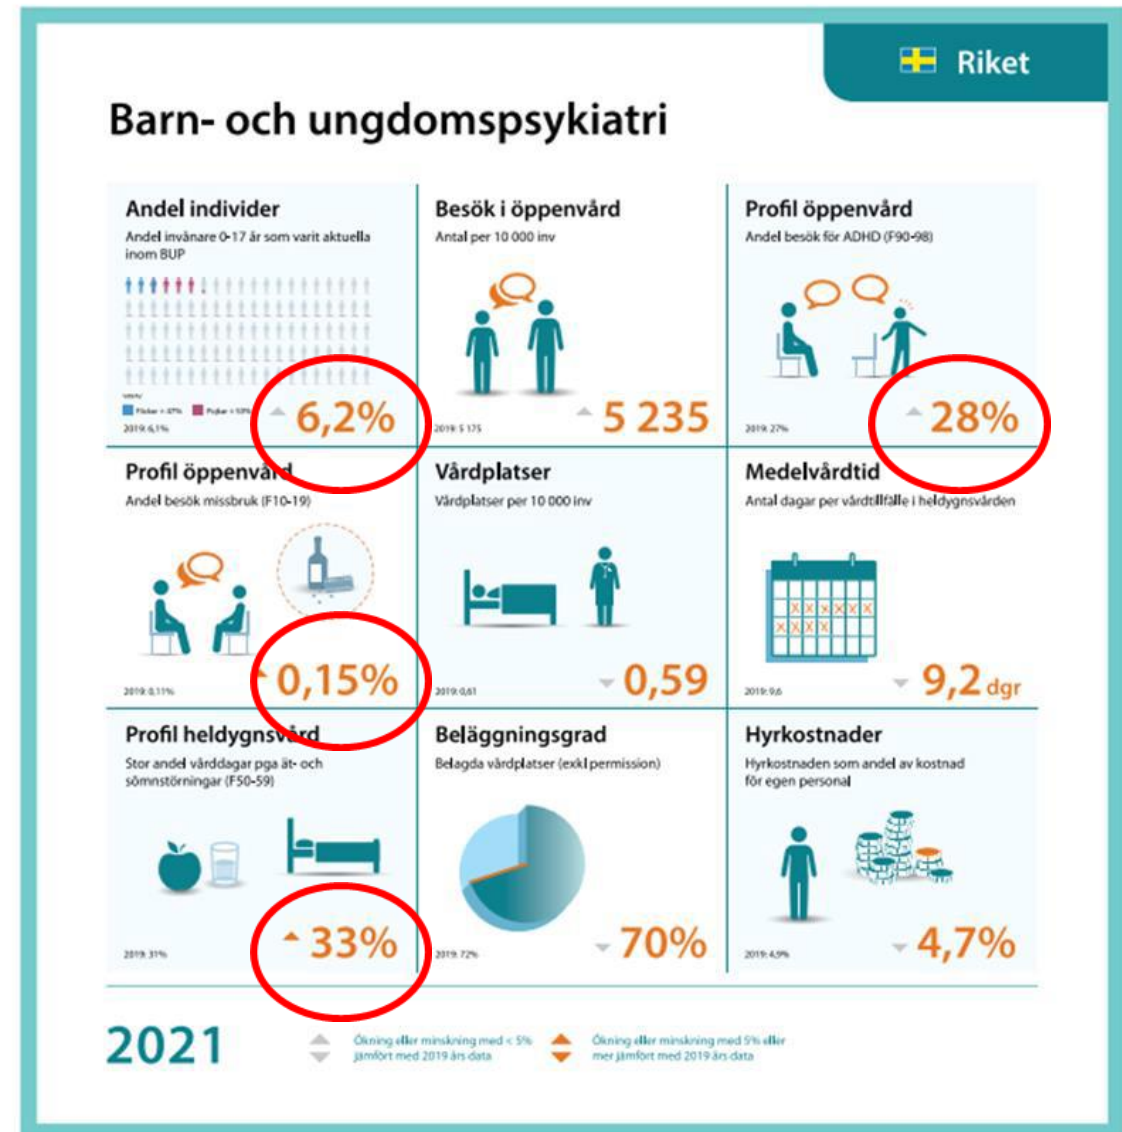 Riket
Barn- och ungdomspsykiatri
Andel individer
Andel invånare 0-17 år som varit aktuella
inom BUP
Flickor = 47% Pojkar = 53%
2019: 6,1%
6,2%
Besök i öppenvård
Antal per 10 000 inv
2019: 5 175
5 235
Profil öppenvård
Andel besök för ADHD (F90-98)
2019: 27%
28%
Profil öppenvård
Andel besök missbruk (F10-19)
2019: 0,11%
0,15%
Vårdplatser
Vårdplatser per 10 000 inv
2019: 0,61
0,59
Medelvårdtid
Antal dagar per vårdtillfälle i heldygnsvården
2019: 9,6
9,2 dgr
Profil heldygnsvård
Stor andel vårddagar pga ät- och
sömnstörningar (F50-59)
2019: 31%
33%
Beläggningsgrad
Belagda vårdplatser (exkl permission)
2019: 72%
70%
Hyrkostnader
Hyrkostnaden som andel av kostnad
för egen personal
2019: 4,9%
4,7%
2021
Ökning eller minskning med < 5%
jämfört med 2019 års data
Ökning eller minskning med 5% eller
mer jämfört med 2019 års data